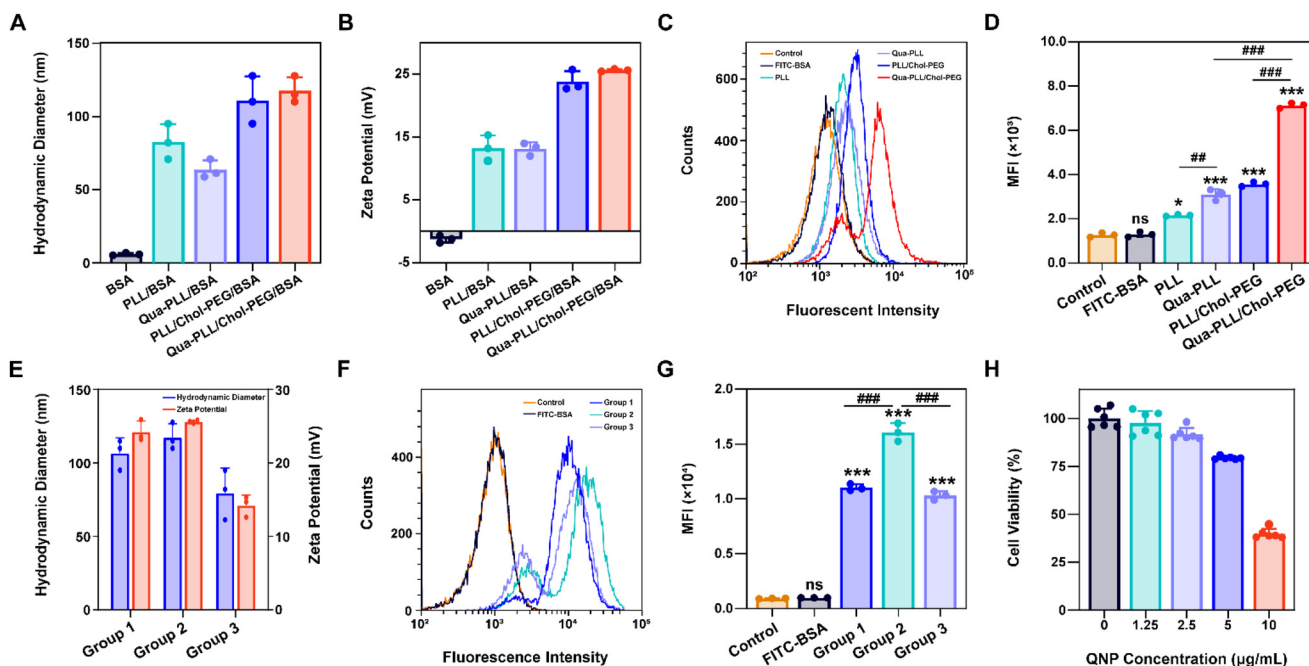 A
Hydrodynamic Diameter (nm)
150
100
50
0
BSA
PLL/BSA
Qua-PLL/BSA
PLL/Chol-PEG/BSA
Qua-PLL/Chol-PEG/BSA
B
Zeta Potential (mV)
25
15
5
-5
BSA
PLL/BSA
Qua-PLL/BSA
PLL/Chol-PEG/BSA
Qua-PLL/Chol-PEG/BSA
C
Control
FITC-BSA
PLL
Qua-PLL
PLL/Chol-PEG
Qua-PLL/Chol-PEG
Counts
600
400
200
0
10² 10³ 10⁴ 10⁵
Fluorescent Intensity
D
MFI (×10³)
10.0
8.0
6.0
4.0
2.0
0.0
ns
*
##
***
***
###
###
***
Control
FITC-BSA
PLL
Qua-PLL
PLL/Chol-PEG
Qua-PLL/Chol-PEG
E
Hydrodynamic Diameter (nm)
150
100
50
0
Hydrodynamic Diameter
Zeta Potential
30
20
10
0
Zeta Potential (mV)
Group 1
Group 2
Group 3
F
Control
FITC-BSA
Group 1
Group 2
Group 3
Counts
400
200
0
10² 10³ 10⁴ 10⁵
Fluorescence Intensity
G
MFI (×10⁴)
2.0
1.5
1.0
0.5
0.0
ns
***
###
***
###
***
Control
FITC-BSA
Group 1
Group 2
Group 3
H
Cell Viability (%)
100
75
50
25
0
0 1.25 2.5 5 10
QNP Concentration (μg/mL)